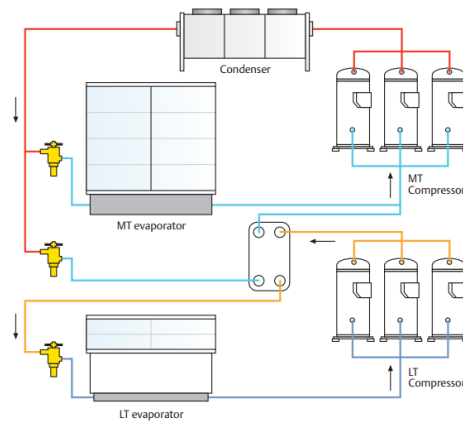 Condenser
MT
Compressor
MT evaporator
LT
Compressor
LT evaporator